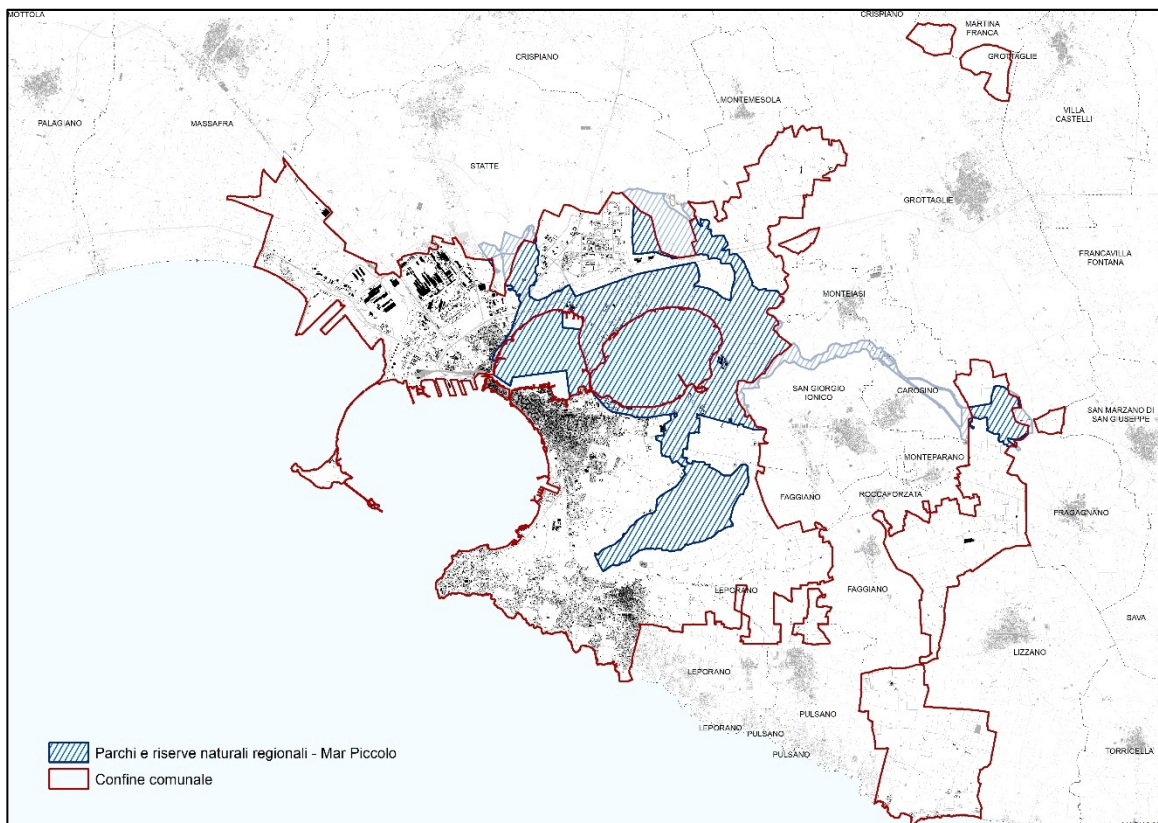 MOTTOLA
CRISPIANO
MARTINA
FRANCA
CRISPIANO
GROTTAGLIE
MONTEMESOLA
VILLA
CASTELLI
PALAGIANO
MASSAFRA
STATTE
GROTTAGLIE
FRANCAVILLA
FONTANA
MONTEIASI
SAN GIORGIO
IONICO
CAROSINO
SAN MARZANO DI
SAN GIUSEPPE
MONTEPARANO
FAGGIANO
ROCCAFORZATA
FRAGAGNANO
LEPORANO
FAGGIANO
SAVA
LIZZANO
LEPORANO
PULSANO
LEPORANO
PULSANO
PULSANO
TORRICELLA
Parchi e riserve naturali regionali - Mar Piccolo
Confine comunale